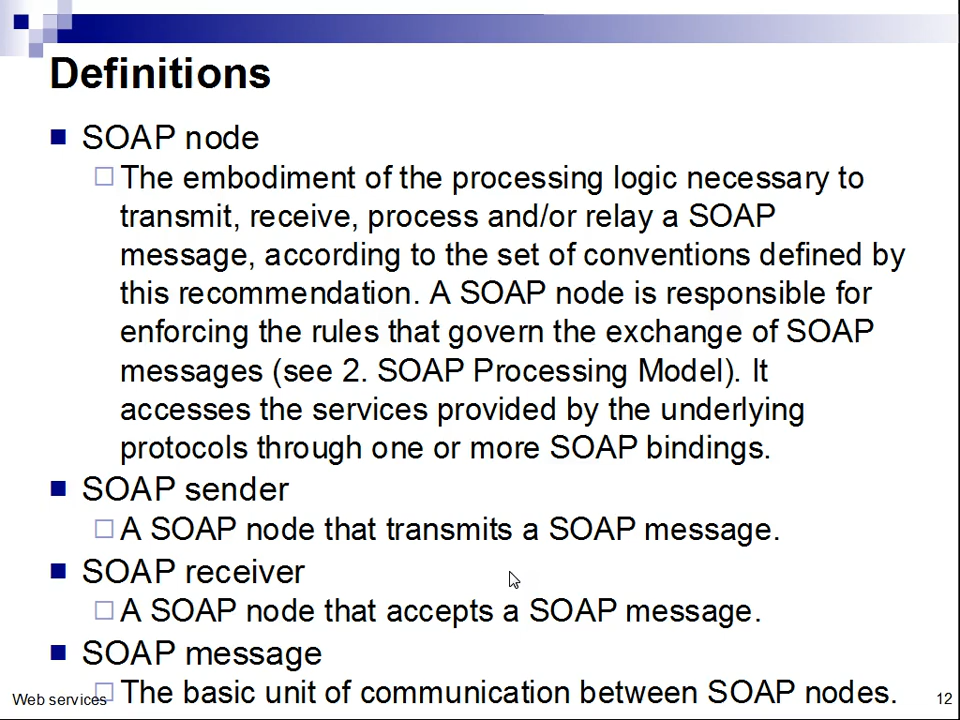 Definitions
SOAP node
The embodiment of the processing logic necessary to
transmit, receive, process and/or relay a SOAP
message, according to the set of conventions defined by
this recommendation. A SOAP node is responsible for
enforcing the rules that govern the exchange of SOAP
messages (see 2. SOAP Processing Model). It
accesses the services provided by the underlying
protocols through one or more SOAP bindings.
SOAP sender
A SOAP node that transmits a SOAP message.
SOAP receiver
A SOAP node that accepts a SOAP message.
SOAP message
The basic unit of communication between SOAP nodes.
Web services
12